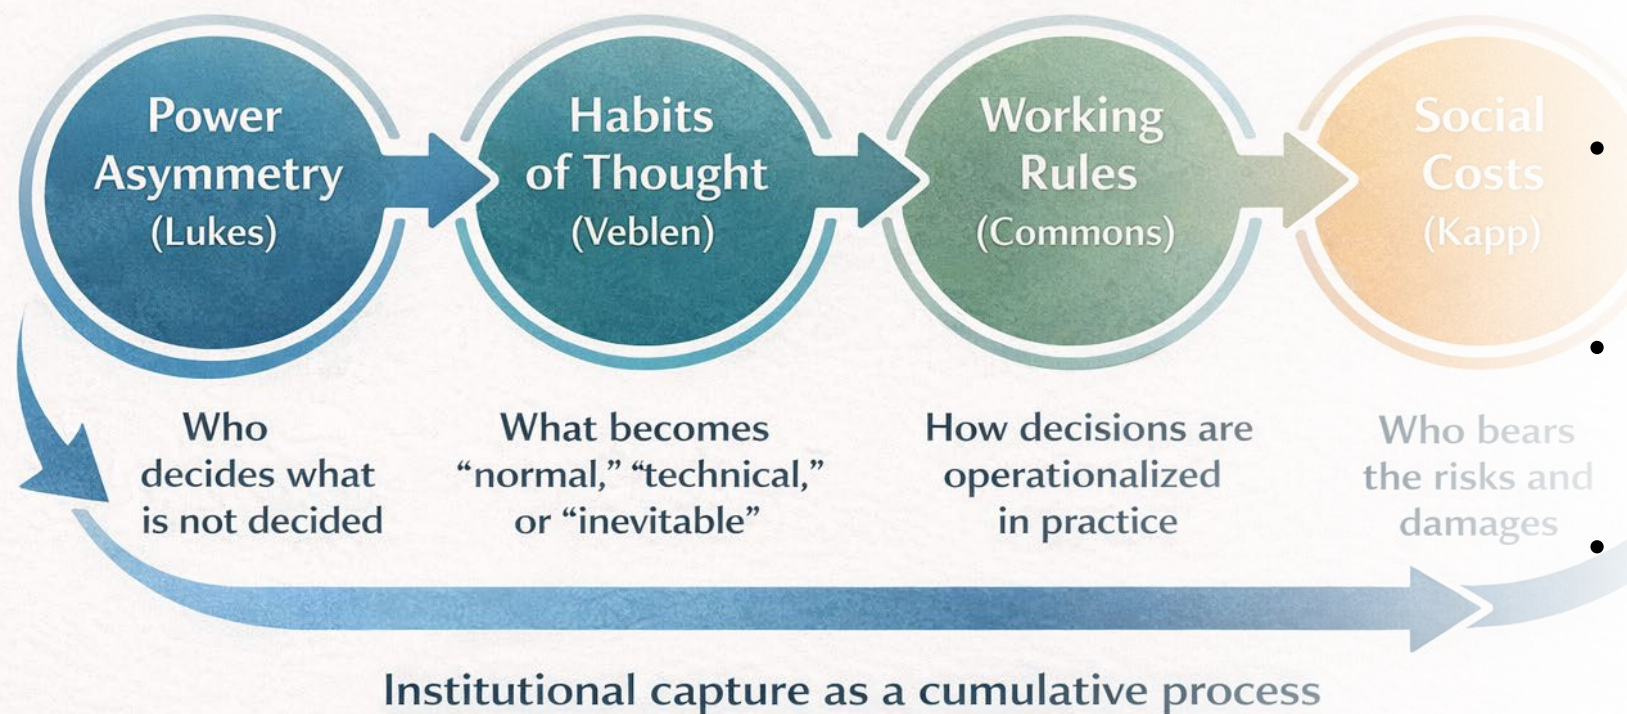 Power
Asymmetry
(Lukes)
Habits
of Thought
(Veblen)
Working
Rules
(Commons)
Social
Costs
(Kapp)
Who
decides what
is not decided
What becomes
“normal,” “technical,”
or “inevitable”
How decisions are
operationalized
in practice
Who bears
the risks and
damages
Institutional capture as a cumulative process